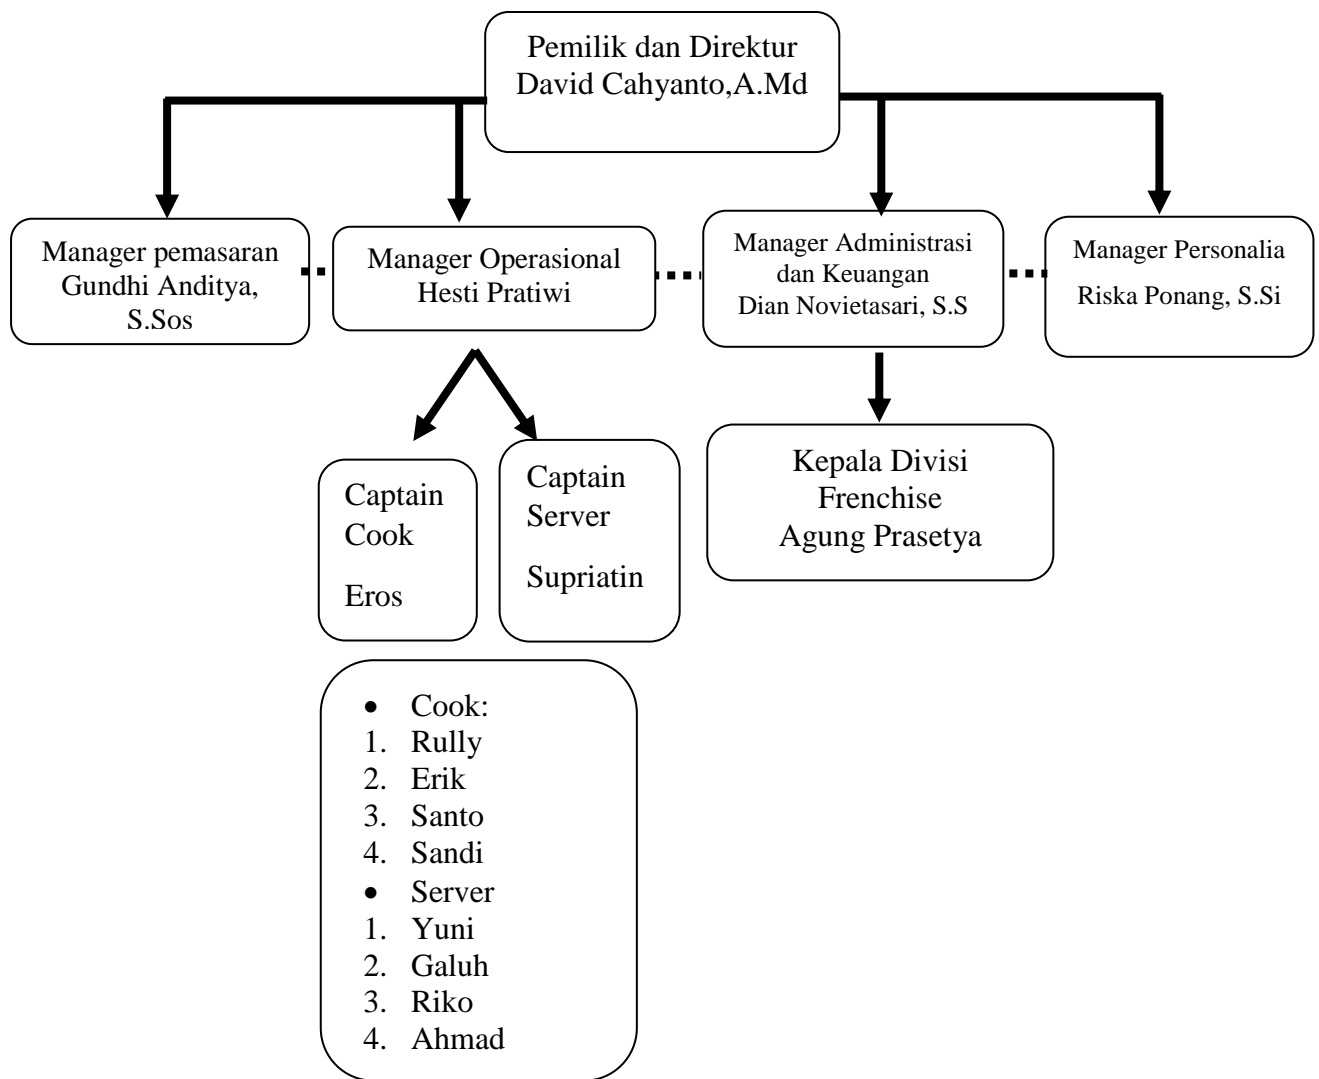 Pemilik dan Direktur
David Cahyanto,A.Md
Manager pemasaran
Gundhi Anditya,
S.Sos
Manager Operasional
Hesti Pratiwi
Manager Administrasi
dan Keuangan
Dian Novietasari, S.S
Manager Personalia
Riska Ponang, S.Si
Captain
Cook
Eros
Captain
Server
Supriatin
Kepala Divisi
Frenchise
Agung Prasetya
• Cook:
1. Rully
2. Erik
3. Santo
4. Sandi
• Server
1. Yuni
2. Galuh
3. Riko
4. Ahmad